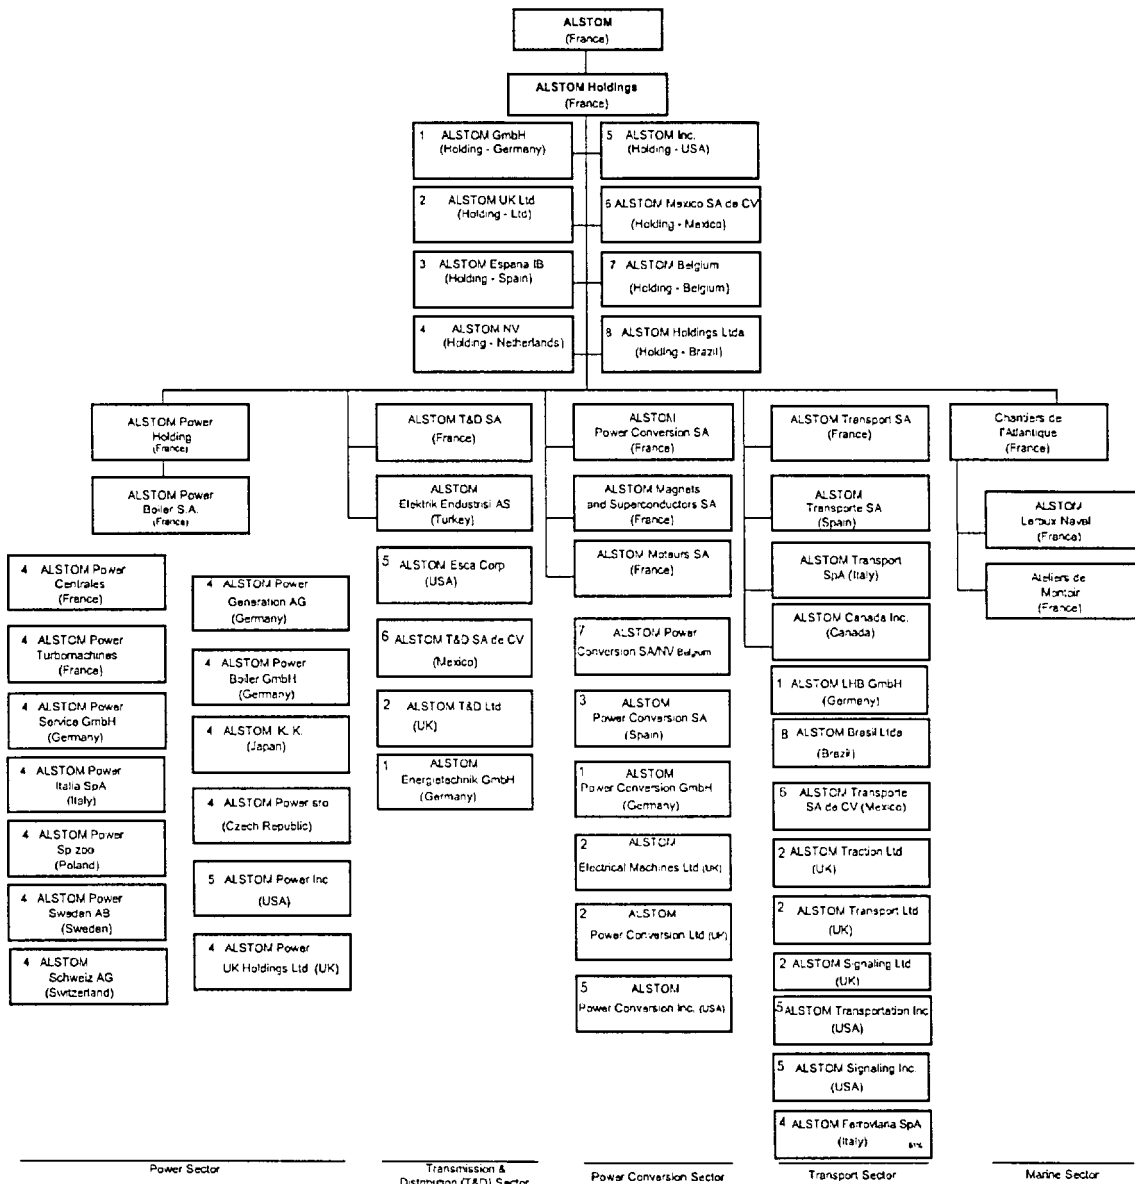 ALSTOM
(France)
ALSTOM Holdings
(France)
1 ALSTOM GmbH
(Holding - Germany)
5 ALSTOM Inc.
(Holding - USA)
2 ALSTOM UK Ltd
(Holding - Ltd)
6 ALSTOM Mexico SA de CV
(Holding - Mexico)
3 ALSTOM Espana IB
(Holding - Spain)
7 ALSTOM Belgium
(Holding - Belgium)
4 ALSTOM NV
(Holding - Netherlands)
8 ALSTOM Holdings Ltda
(Holding - Brazil)
ALSTOM Power
Holding
(France)
ALSTOM Power
Boiler S.A.
(France)
4 ALSTOM Power
Centrales
(France)
4 ALSTOM Power
Turbomachines
(France)
4 ALSTOM Power
Service GmbH
(Germany)
4 ALSTOM Power
Italia SpA
(Italy)
4 ALSTOM Power
Sp zoo
(Poland)
4 ALSTOM Power
Sweden AB
(Sweden)
4 ALSTOM
Schweiz AG
(Switzerland)
4 ALSTOM Power
Generation AG
(Germany)
4 ALSTOM Power
Boiler GmbH
(Germany)
4 ALSTOM K. K.
(Japan)
4 ALSTOM Power sro
(Czech Republic)
5 ALSTOM Power Inc
(USA)
4 ALSTOM Power
UK Holdings Ltd (UK)
Power Sector
ALSTOM T&D SA
(France)
ALSTOM
Elektrik Endustrisi AS
(Turkey)
5 ALSTOM Esca Corp
(USA)
6 ALSTOM T&D SA de CV
(Mexico)
2 ALSTOM T&D Ltd
(UK)
1 ALSTOM
Energietechnik GmbH
(Germany)
Transmission &
Distribution (T&D) Sector
ALSTOM
Power Conversion SA
(France)
ALSTOM Magnets
and Superconductors SA
(France)
ALSTOM Moteurs SA
(France)
7 ALSTOM Power
Conversion SA/NV Belgium
3 ALSTOM
Power Conversion SA
(Spain)
1 ALSTOM
Power Conversion GmbH
(Germany)
2 ALSTOM
Electrical Machines Ltd (UK)
2 ALSTOM
Power Conversion Ltd (UK)
5 ALSTOM
Power Conversion Inc. (USA)
Power Conversion Sector
ALSTOM Transport SA
(France)
ALSTOM
Transporte SA
(Spain)
ALSTOM Transport
SpA (Italy)
ALSTOM Canada Inc.
(Canada)
1 ALSTOM LHB GmbH
(Germany)
8 ALSTOM Brasil Ltda
(Brazil)
6 ALSTOM Transporte
SA de CV (Mexico)
2 ALSTOM Traction Ltd
(UK)
2 ALSTOM Transport Ltd
(UK)
2 ALSTOM Signaling Ltd
(UK)
5 ALSTOM Transportation Inc
(USA)
5 ALSTOM Signaling Inc.
(USA)
4 ALSTOM Ferroviaria SpA
(Italy)
Transport Sector
Chantiers de
l'Atlantique
(France)
ALSTOM
Leroux Naval
(France)
Ateliers de
Montoir
(France)
Marine Sector